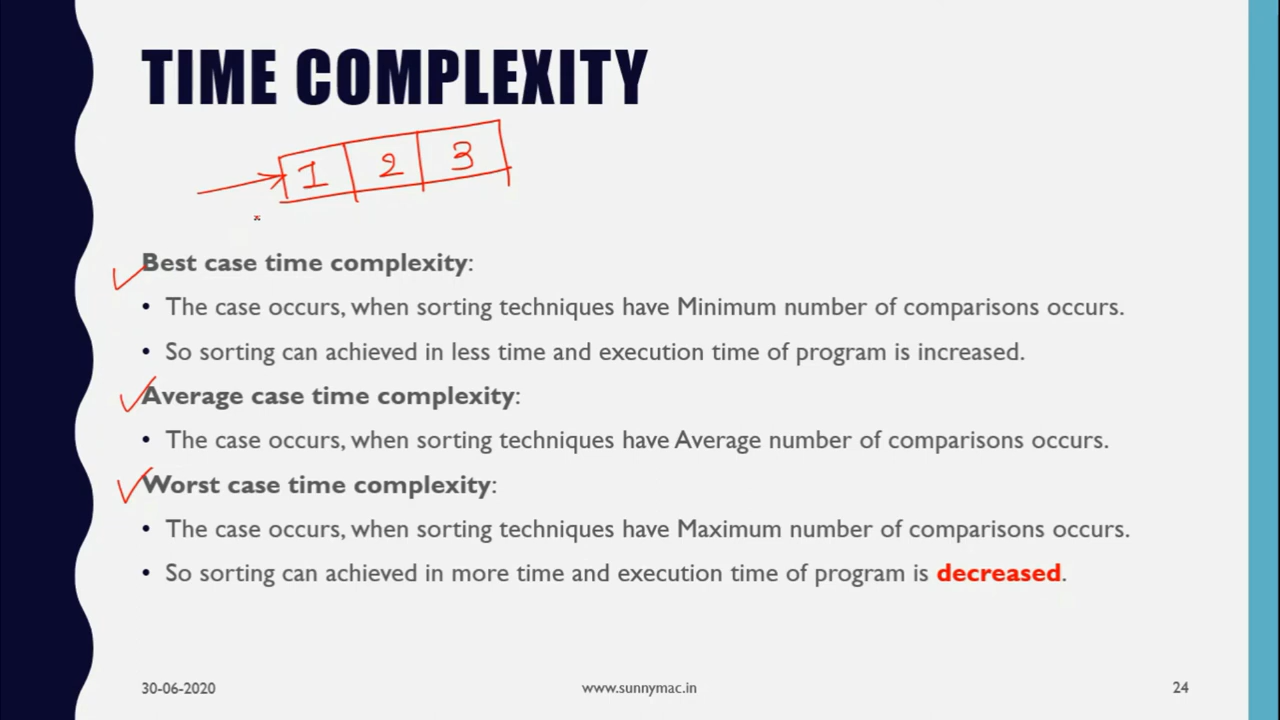 TIME COMPLEXITY
1 2 3
Best case time complexity:
• The case occurs, when sorting techniques have Minimum number of comparisons occurs.
• So sorting can achieved in less time and execution time of program is increased.
Average case time complexity:
• The case occurs, when sorting techniques have Average number of comparisons occurs.
Worst case time complexity:
• The case occurs, when sorting techniques have Maximum number of comparisons occurs.
• So sorting can achieved in more time and execution time of program is decreased.
30-06-2020 www.sunnymac.in 24